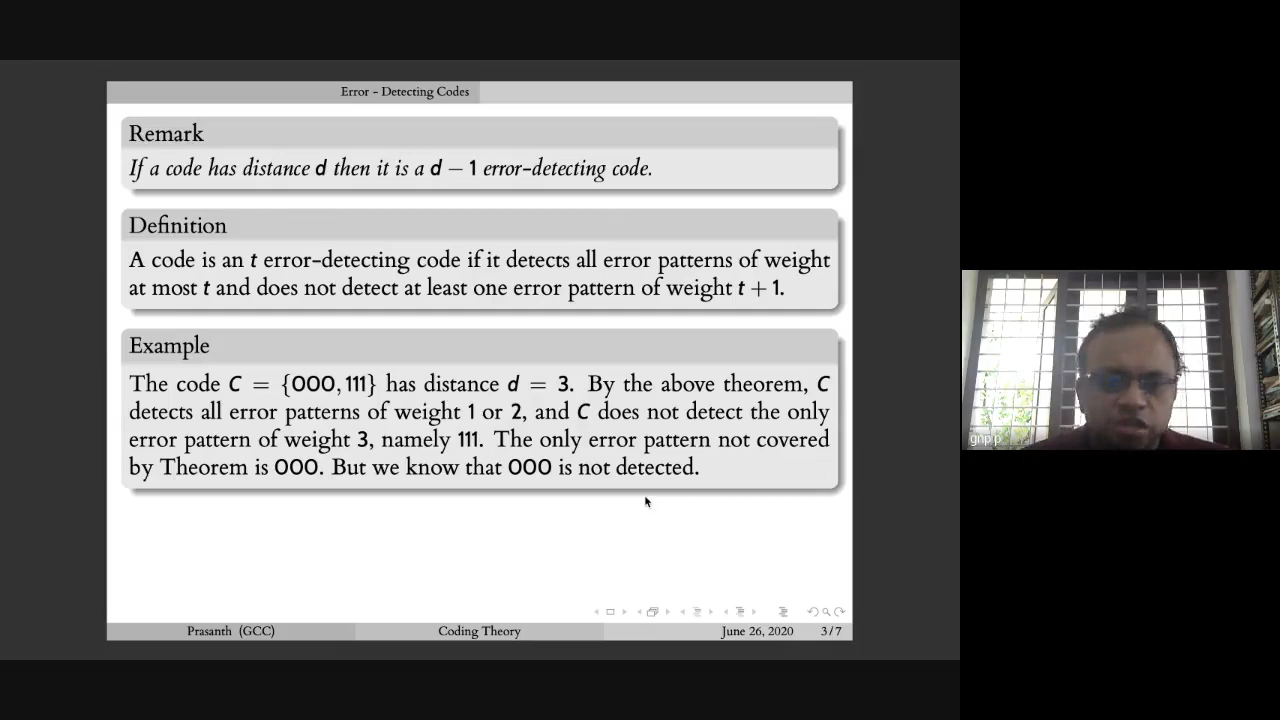 Error - Detecting Codes
Remark
If a code has distance d then it is a d − 1 error-detecting code.
Definition
A code is an t error-detecting code if it detects all error patterns of weight
at most t and does not detect at least one error pattern of weight t + 1.
Example
The code C = {000, 111} has distance d = 3. By the above theorem, C
detects all error patterns of weight 1 or 2, and C does not detect the only
error pattern of weight 3, namely 111. The only error pattern not covered
by Theorem is 000. But we know that 000 is not detected.
gnp p
Prasanth (GCC) Coding Theory June 26, 2020 3/7